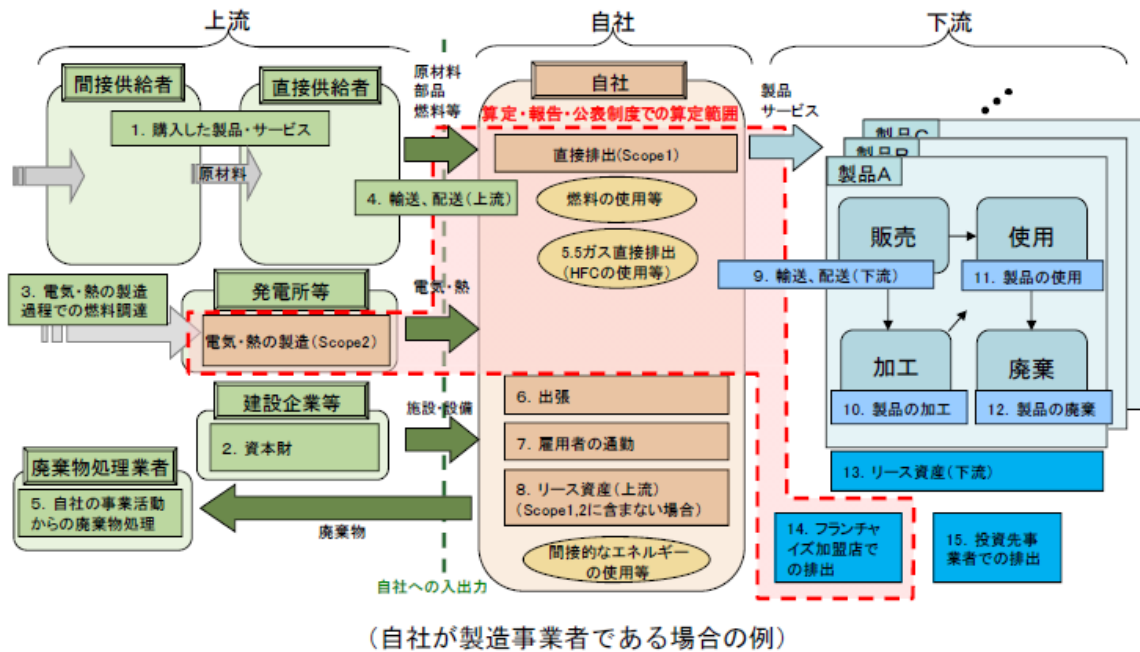 上流
自社
下流
間接供給者
直接供給者
原材料
部品
燃料等
自社
製品
サービス
算定・報告・公表制度での算定範囲
1. 購入した製品・サービス
原材料
4. 輸送、配送(上流)
直接排出(Scope1)
燃料の使用等
5.5ガス直接排出
(HFCの使用等)
製品C
製品B
製品A
販売
使用
9. 輸送、配送(下流)
11. 製品の使用
加工
廃棄
10. 製品の加工
12. 製品の廃棄
3. 電気・熱の製造
過程での燃料調達
発電所等
電気・熱
電気・熱の製造(Scope2)
建設企業等
施設・設備
2. 資本財
廃棄物処理業者
5. 自社の事業活動
からの廃棄物処理
廃棄物
自社への入出力
6. 出張
7. 雇用者の通勤
8. リース資産(上流)
(Scope1,2に含まない場合)
間接的なエネルギー
の使用等
13. リース資産(下流)
14. フランチャ
イズ加盟店で
の排出
15. 投資先事
業者での排出
(自社が製造事業者である場合の例)